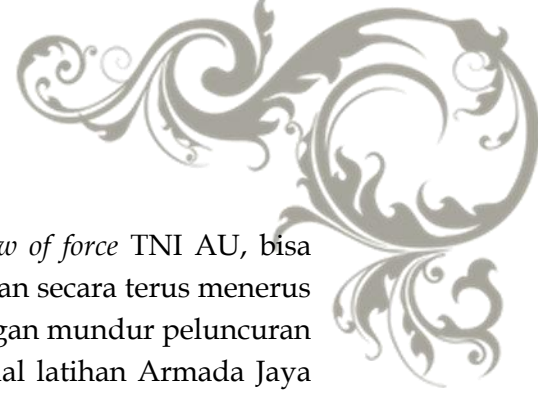 of force TNI AU, bisa
an secara terus menerus
gan mundur peluncuran
al latihan Armada Jaya